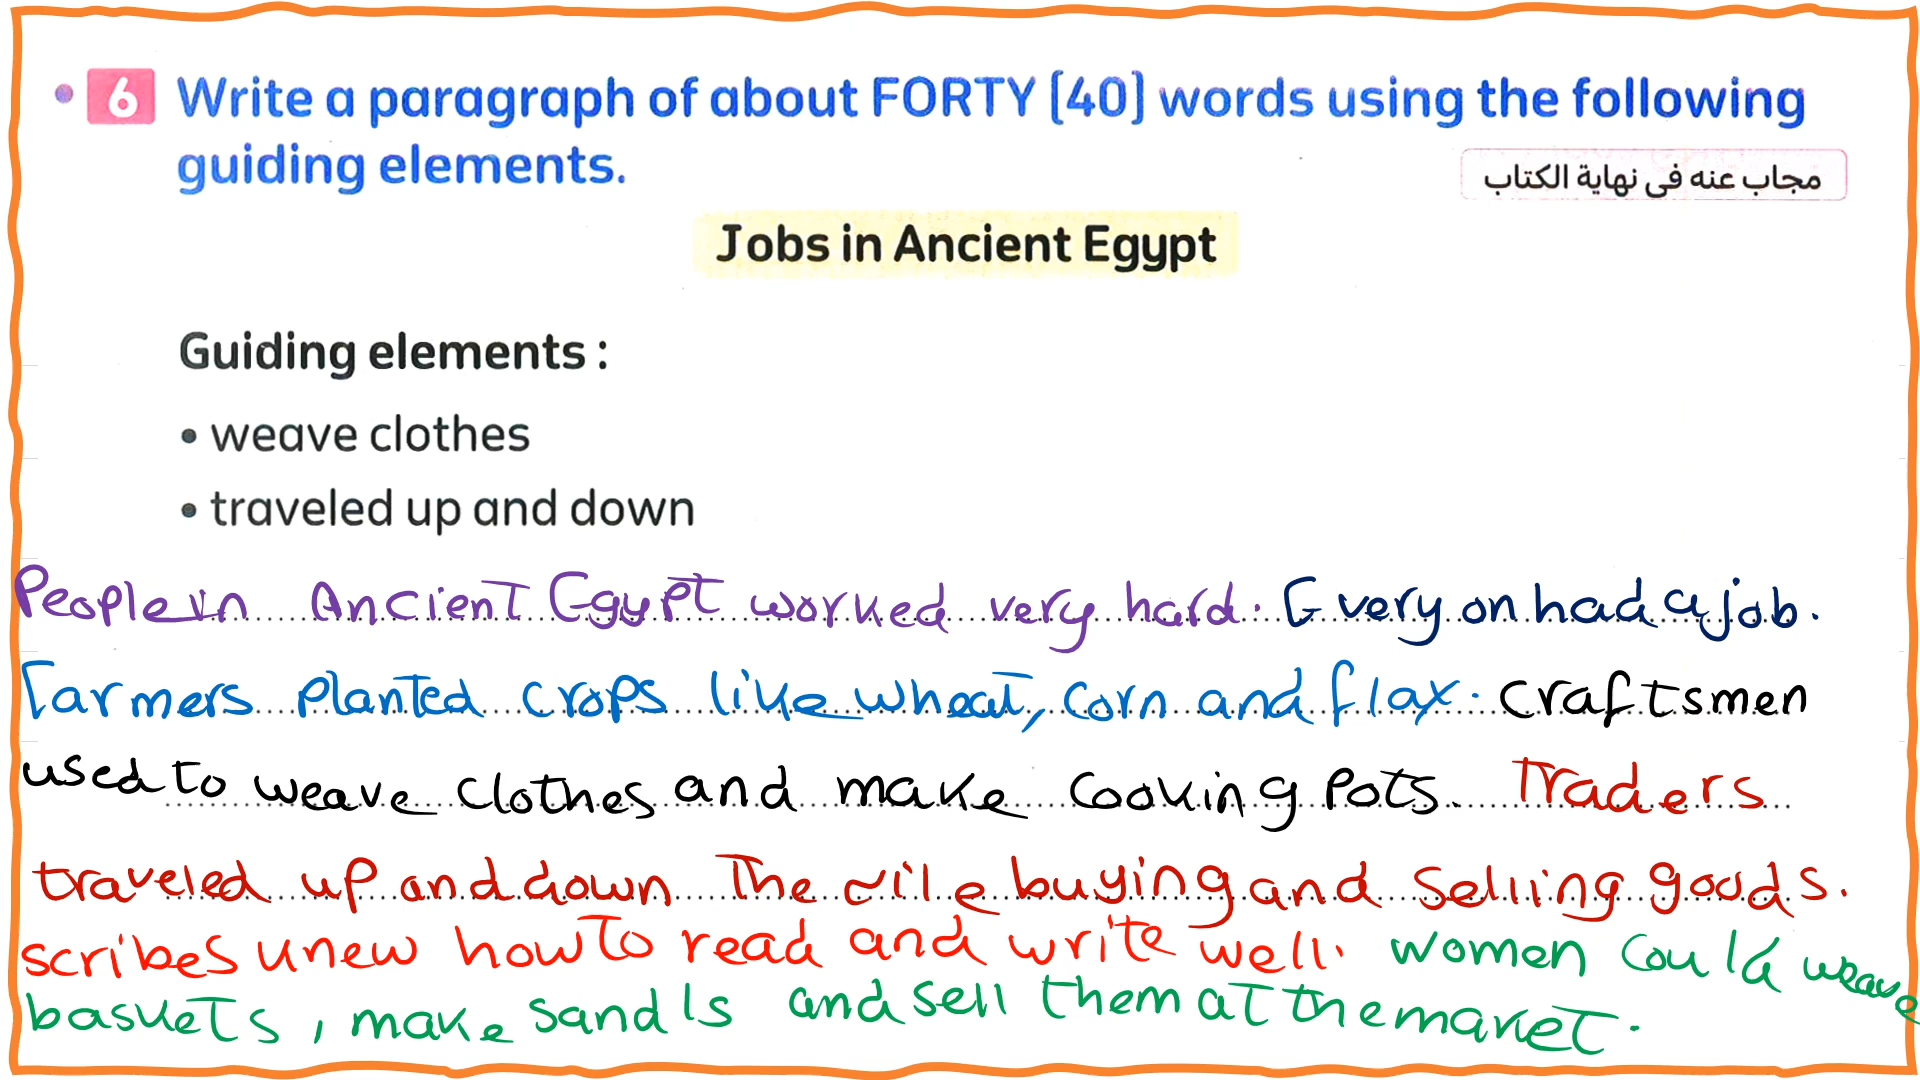 6 Write a paragraph of about FORTY (40) words using the following
guiding elements.
مجاب عنه فى نهاية الكتاب
Jobs in Ancient Egypt
Guiding elements :
• weave clothes
• traveled up and down
People in Ancient Egypt worked very hard. Every on had a job.
Farmers planted crops like wheat, corn and flax. craftsmen
used to weave clothes and make cooking pots. Traders
traveled up and down The Nile buying and selling goods.
scribes knew how to read and write well. women could weave
baskets, make sandls and sell them at the market.